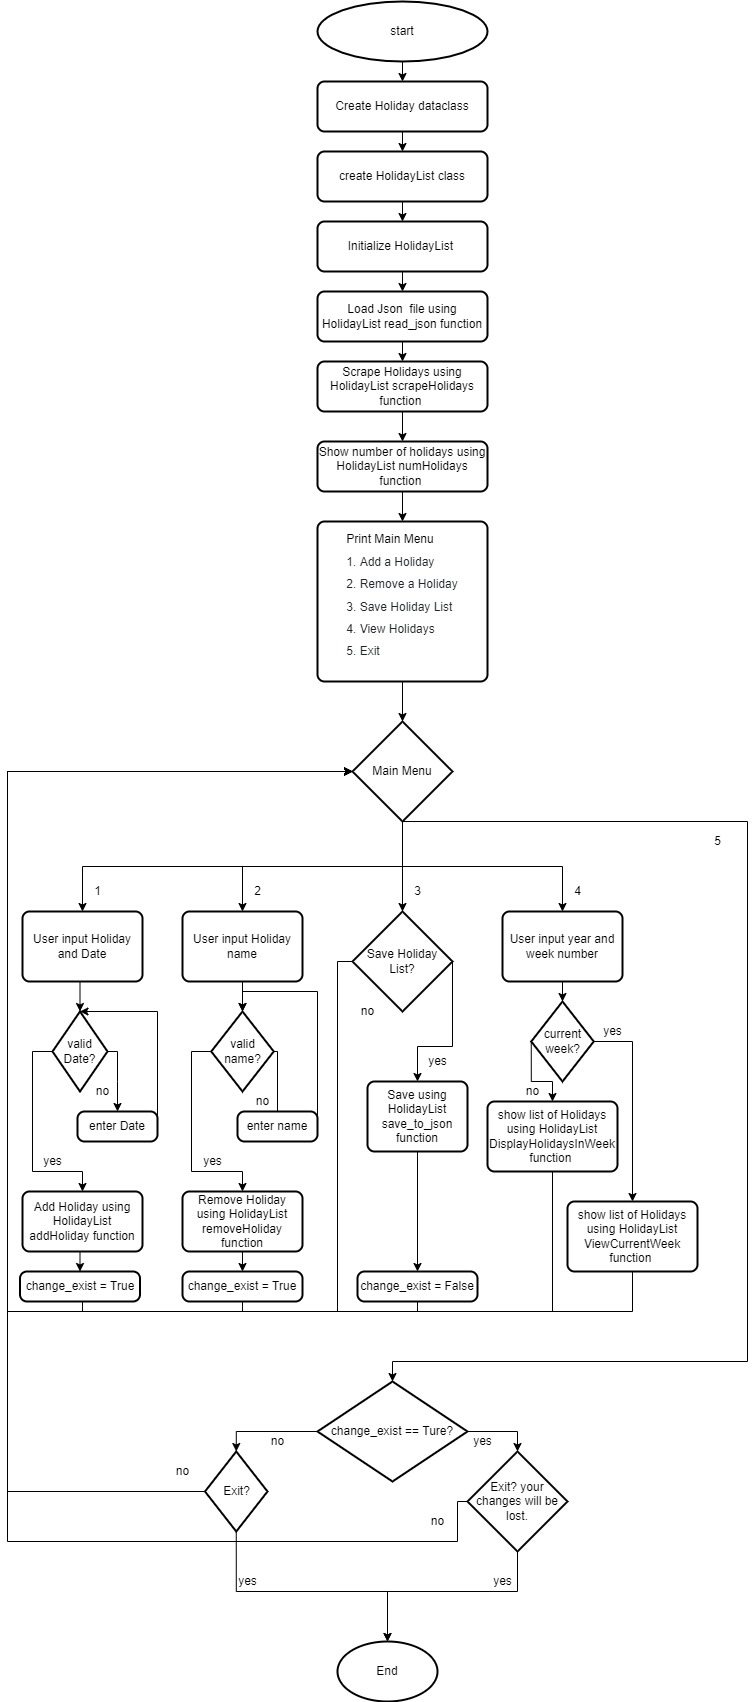 start
Create Holiday dataclass
create HolidayList class
Initialize HolidayList
Load Json file using
HolidayList read_json function
Scrape Holidays using
HolidayList scrapeHolidays
function
Show number of holidays using
HolidayList numHolidays
function
Print Main Menu
1. Add a Holiday
2. Remove a Holiday
3. Save Holiday List
4. View Holidays
5. Exit
Main Menu
5
1
2
3
4
User input Holiday
and Date
User input Holiday
name
Save Holiday
List?
User input year and
week number
valid
Date?
no
enter Date
yes
valid
name?
no
enter name
yes
no
yes
current
week?
yes
no
Save using
HolidayList
save_to_json
function
show list of Holidays
using HolidayList
DisplayHolidaysInWeek
function
Add Holiday using
HolidayList
addHoliday function
Remove Holiday
using HolidayList
removeHoliday
function
show list of Holidays
using HolidayList
ViewCurrentWeek
function
change_exist = True
change_exist = True
change_exist = False
change_exist == Ture?
no
yes
no
Exit?
Exit? your
changes will be
lost.
no
yes
yes
End